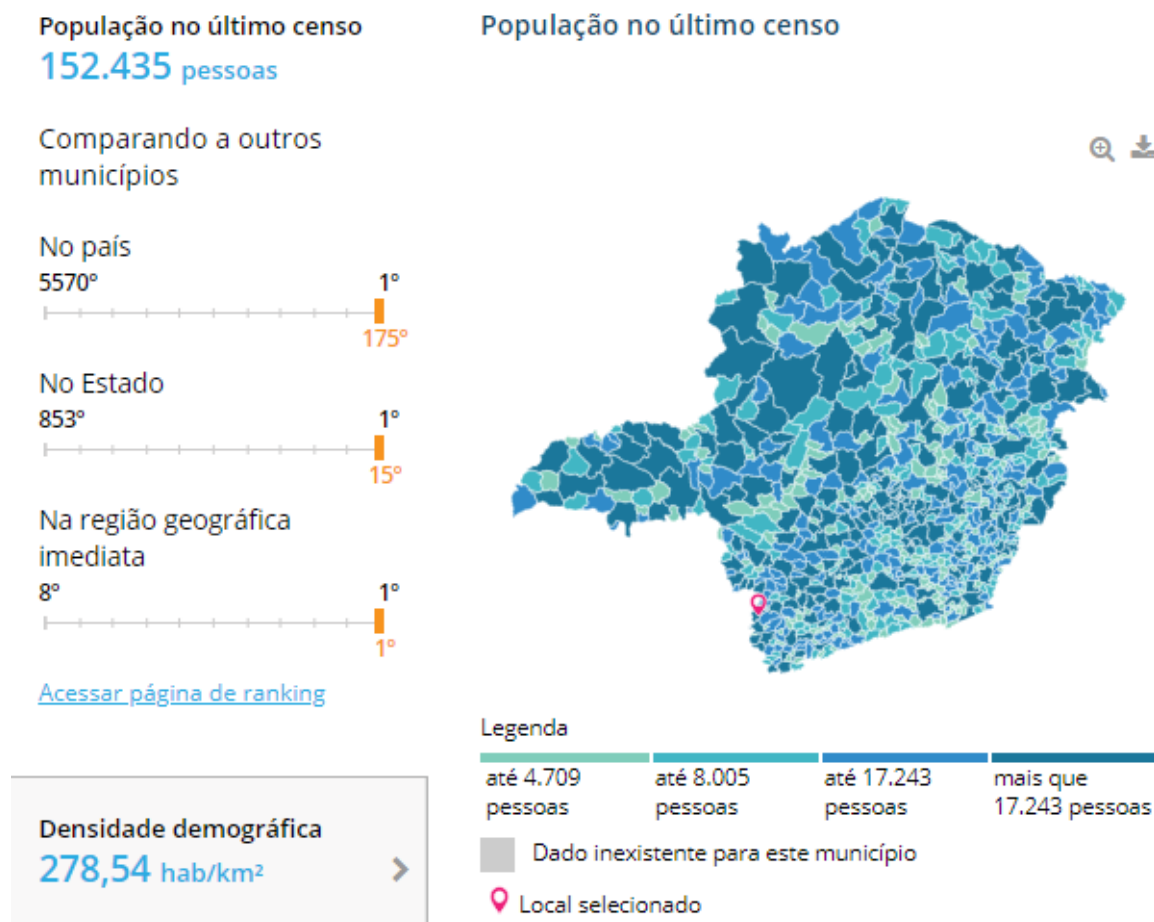 População no último censo
152.435 pessoas
Comparando a outros
municípios
No país
5570º 1º
175º
No Estado
853º 1º
15º
Na região geográfica
imediata
8º 1º
1º
Acessar página de ranking
Densidade demográfica
278,54 hab/km²
População no último censo
Legenda
até 4.709
pessoas
até 8.005
pessoas
até 17.243
pessoas
mais que
17.243 pessoas
Dado inexistente para este município
Local selecionado